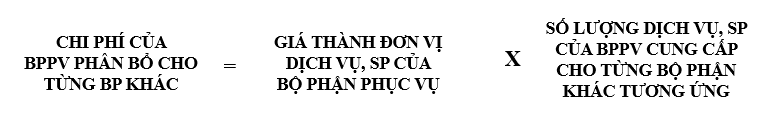 CHI PHÍ CỦA
BPPV PHÂN BỔ CHO
TỪNG BP KHÁC
=
GIÁ THÀNH ĐƠN VỊ
DỊCH VỤ, SP CỦA
BỘ PHẬN PHỤC VỤ
X
SỐ LƯỢNG DỊCH VỤ, SP
CỦA BPPV CUNG CẤP
CHO TỪNG BỘ PHẬN
KHÁC TƯƠNG ỨNG